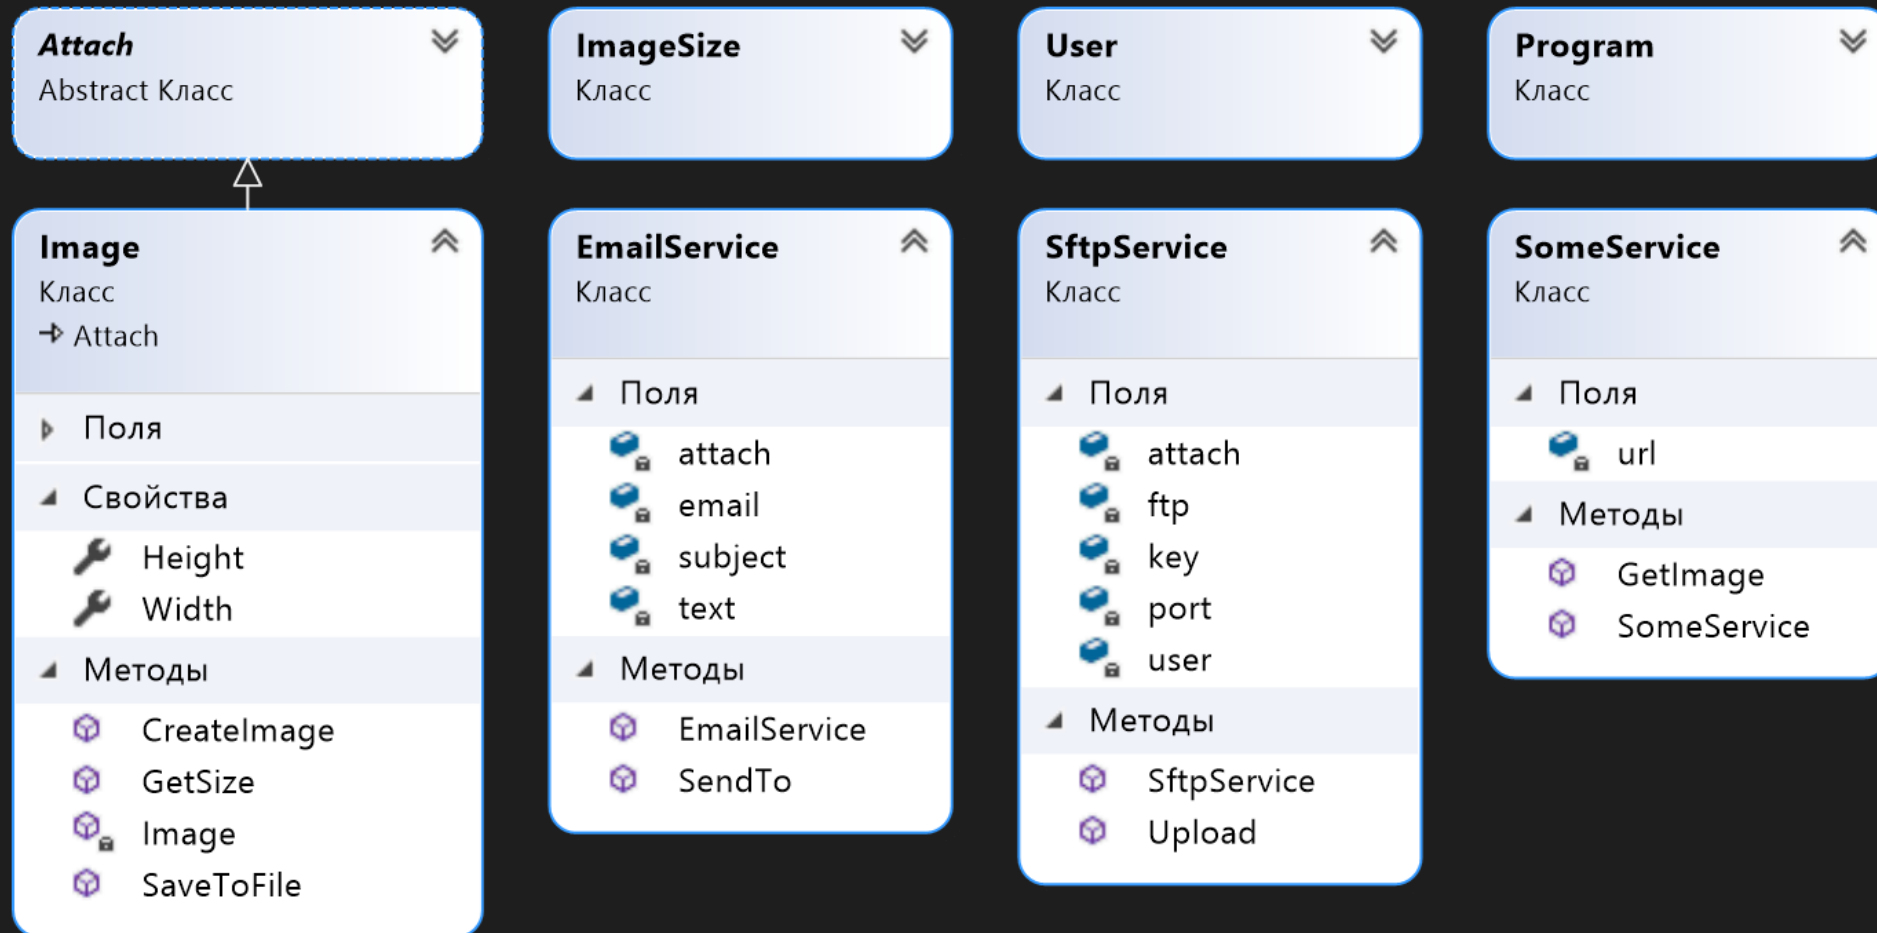 Attach
Abstract Класс
ImageSize
Класс
User
Класс
Program
Класс
Image
Класс
Attach
Поля
Свойства
Height
Width
Методы
CreateImage
GetSize
Image
SaveToFile
EmailService
Класс
Поля
attach
email
subject
text
Методы
EmailService
SendTo
SftpService
Класс
Поля
attach
ftp
key
port
user
Методы
SftpService
Upload
SomeService
Класс
Поля
url
Методы
GetImage
SomeService